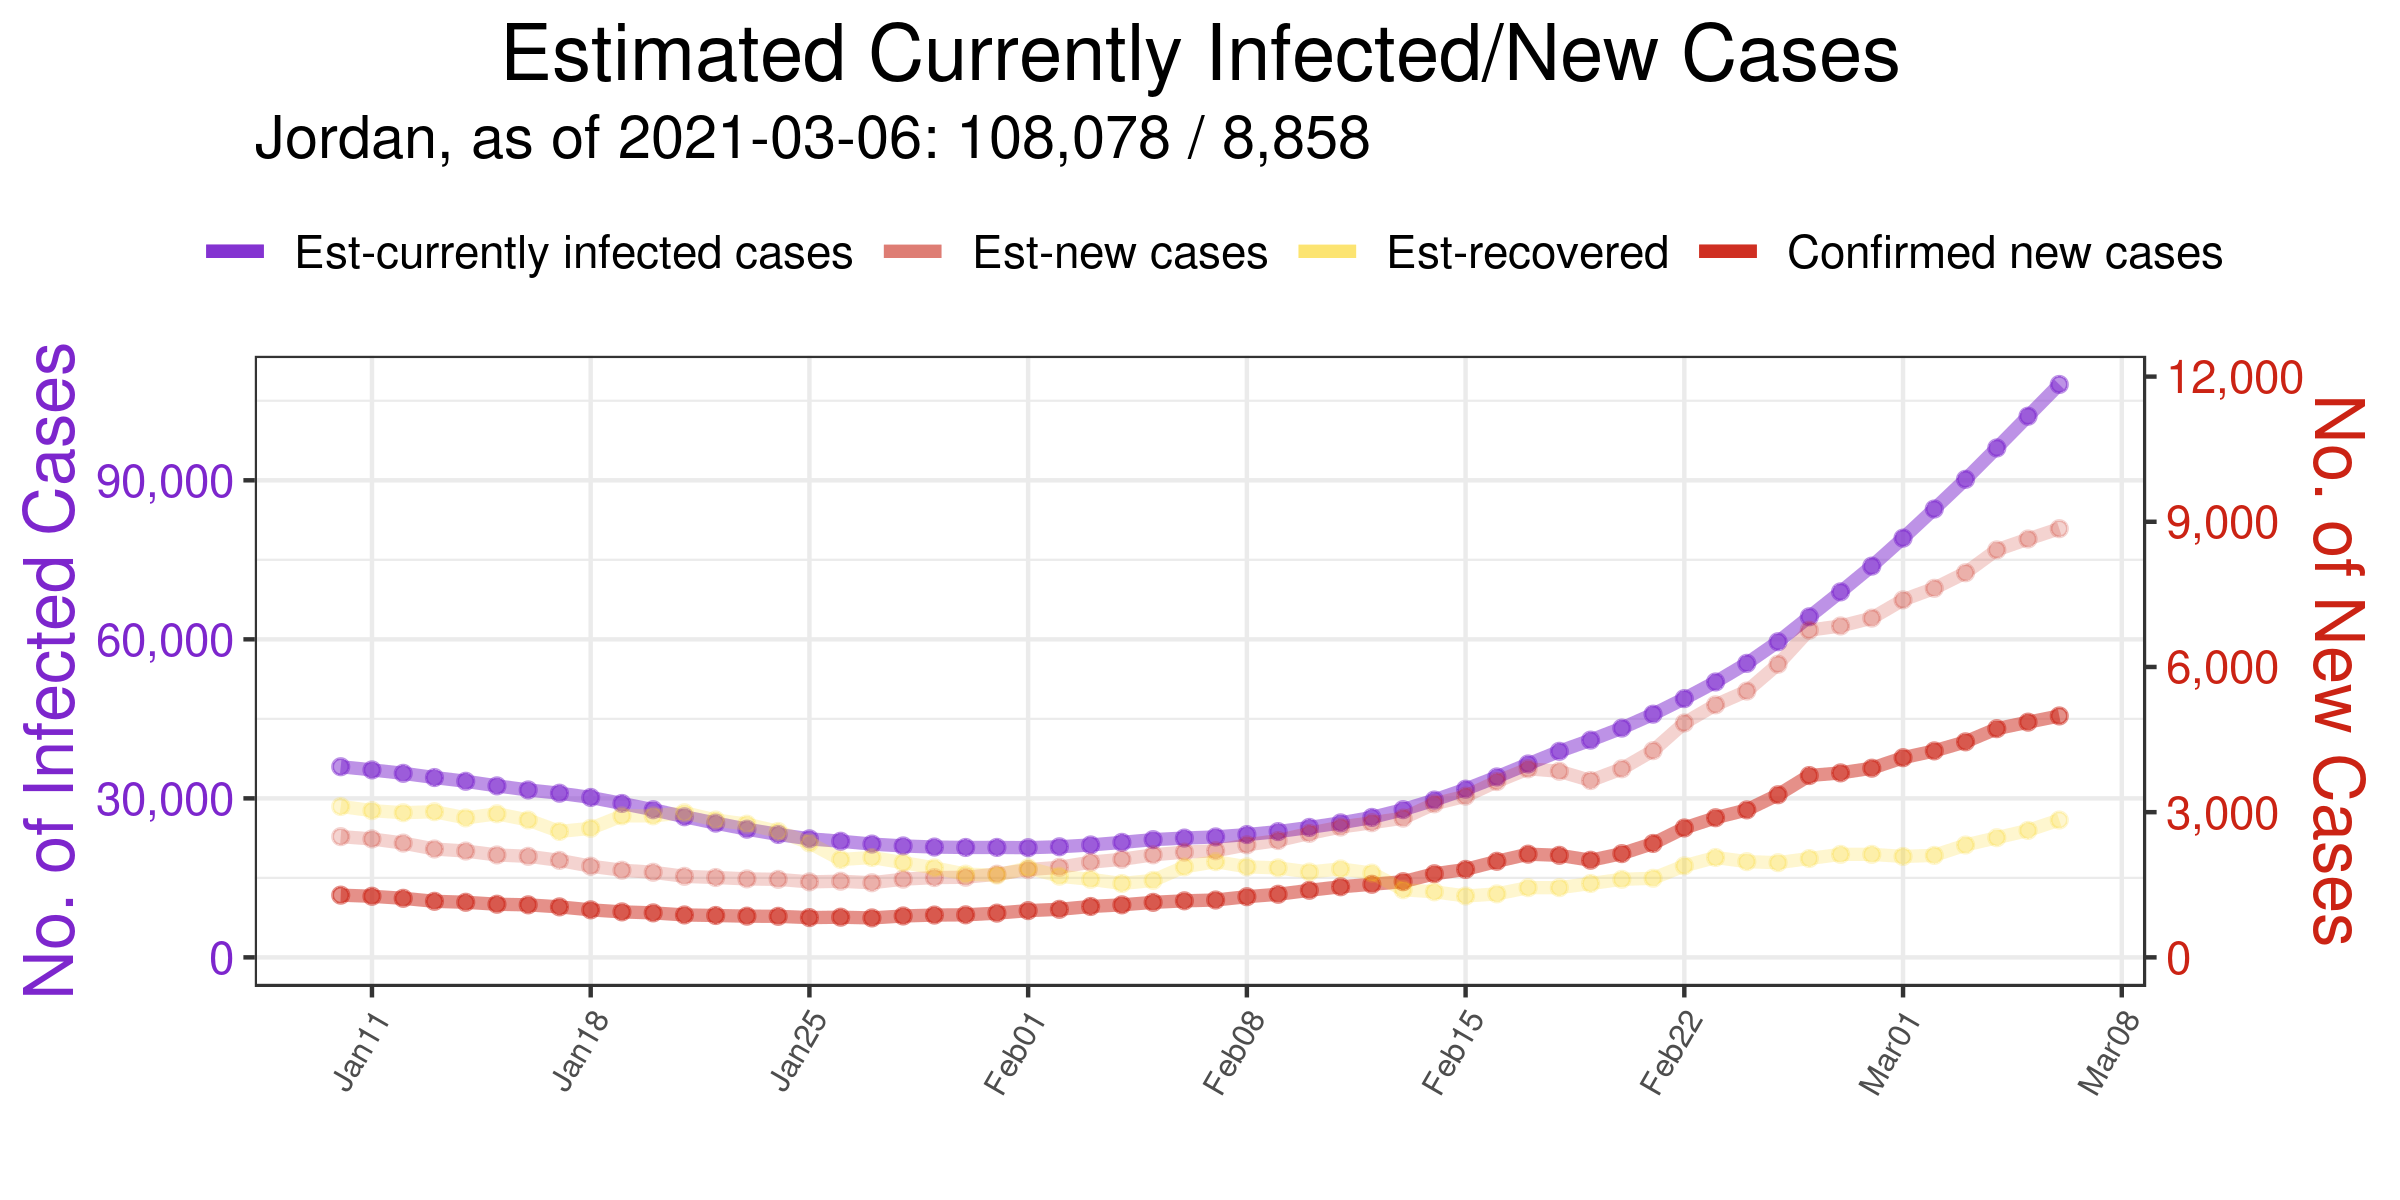 Estimated Currently Infected/New Cases
Jordan, as of 2021-03-06: 108,078 / 8,858
Est-currently infected cases Est-new cases Est-recovered Confirmed new cases
No. of Infected Cases
90,000
60,000
30,000
0
12,000
9,000
6,000
3,000
0
No. of New Cases
Jan11 Jan18 Jan25 Feb01 Feb08 Feb15 Feb22 Mar01 Mar08